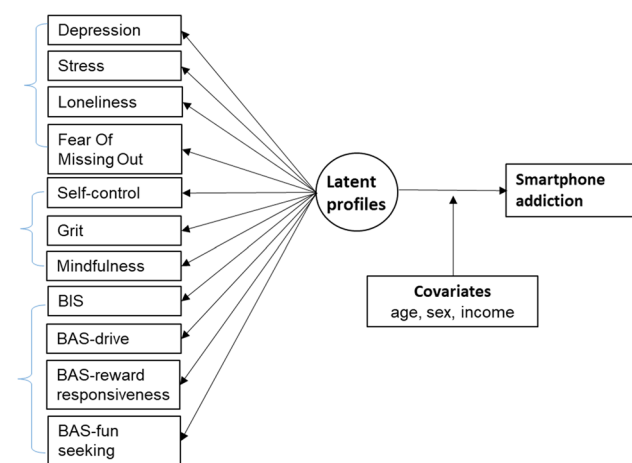 Depression
Stress
Loneliness
Fear Of
Missing Out
Self-control
Grit
Mindfulness
BIS
BAS-drive
BAS-reward
responsiveness
BAS-fun
seeking
Latent
profiles
Smartphone
addiction
Covariates
age, sex, income